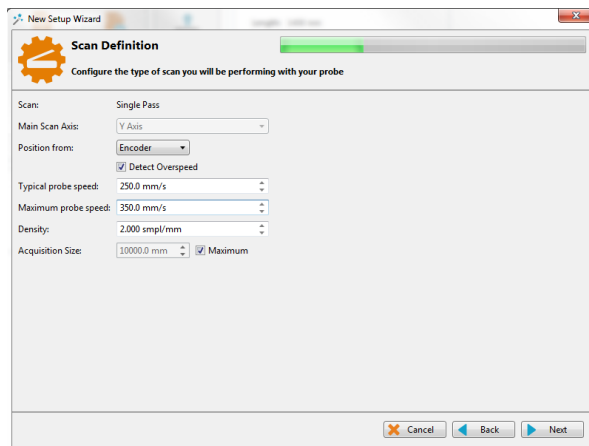 New Setup Wizard
Scan Definition
Configure the type of scan you will be performing with your probe
Scan: Single Pass
Main Scan Axis: Y Axis
Position from: Encoder
Detect Overspeed
Typical probe speed: 250.0 mm/s
Maximum probe speed: 350.0 mm/s
Density: 2.000 smpl/mm
Acquisition Size: 10000.0 mm Maximum
Cancel Back Next